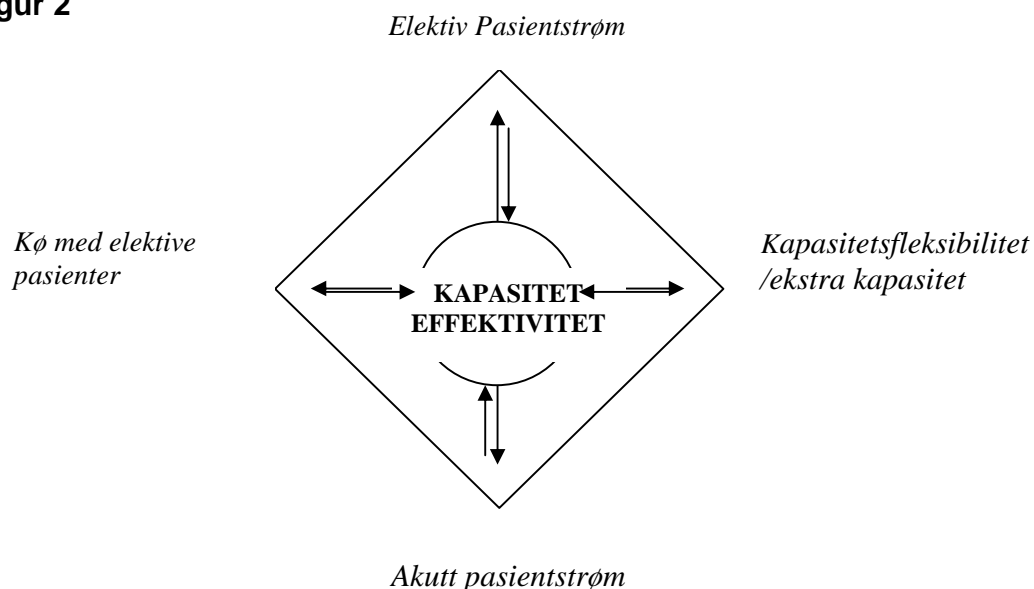 gur 2
Elektiv Pasientstrøm
Kø med elektive
pasienter
KAPASITET
EFFEKTIVITET
Kapasitetsfleksibilitet
/ekstra kapasitet
Akutt pasientstrøm